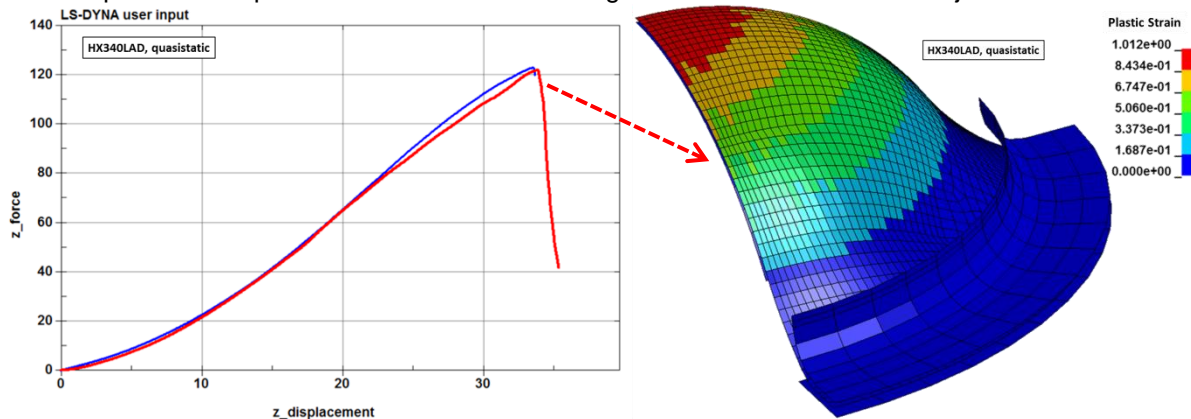 LS-DYNA user input
HX340LAD, quasistatic
140
120
100
80
60
40
20
0
z_force
0
10
20
30
z_displacement
HX340LAD, quasistatic
Plastic Strain
1.012e+00
8.434e-01
6.747e-01
5.060e-01
3.373e-01
1.687e-01
0.000e+00